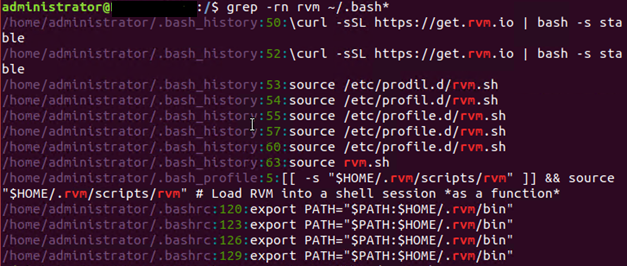 administrator@ :/$ grep -rn rvm ~/.bash*
/home/administrator/.bash_history:50:\curl -sSL https://get.rvm.io | bash -s sta
ble
/home/administrator/.bash_history:52:\curl -sSL https://get.rvm.io | bash -s sta
ble
/home/administrator/.bash_history:53:source /etc/prodil.d/rvm.sh
/home/administrator/.bash_history:54:source /etc/profil.d/rvm.sh
/home/administrator/.bash_history:55:source /etc/profile.d/rvm.sh
/home/administrator/.bash_history:57:source /etc/profile.d/rvm.sh
/home/administrator/.bash_history:60:source /etc/profile.d/rvm.sh
/home/administrator/.bash_history:63:source rvm.sh
/home/administrator/.bash_profile:5:[[ -s "$HOME/.rvm/scripts/rvm" ]] && source
"$HOME/.rvm/scripts/rvm" # Load RVM into a shell session *as a function*
/home/administrator/.bashrc:120:export PATH="$PATH:$HOME/.rvm/bin"
/home/administrator/.bashrc:123:export PATH="$PATH:$HOME/.rvm/bin"
/home/administrator/.bashrc:126:export PATH="$PATH:$HOME/.rvm/bin"
/home/administrator/.bashrc:129:export PATH="$PATH:$HOME/.rvm/bin"